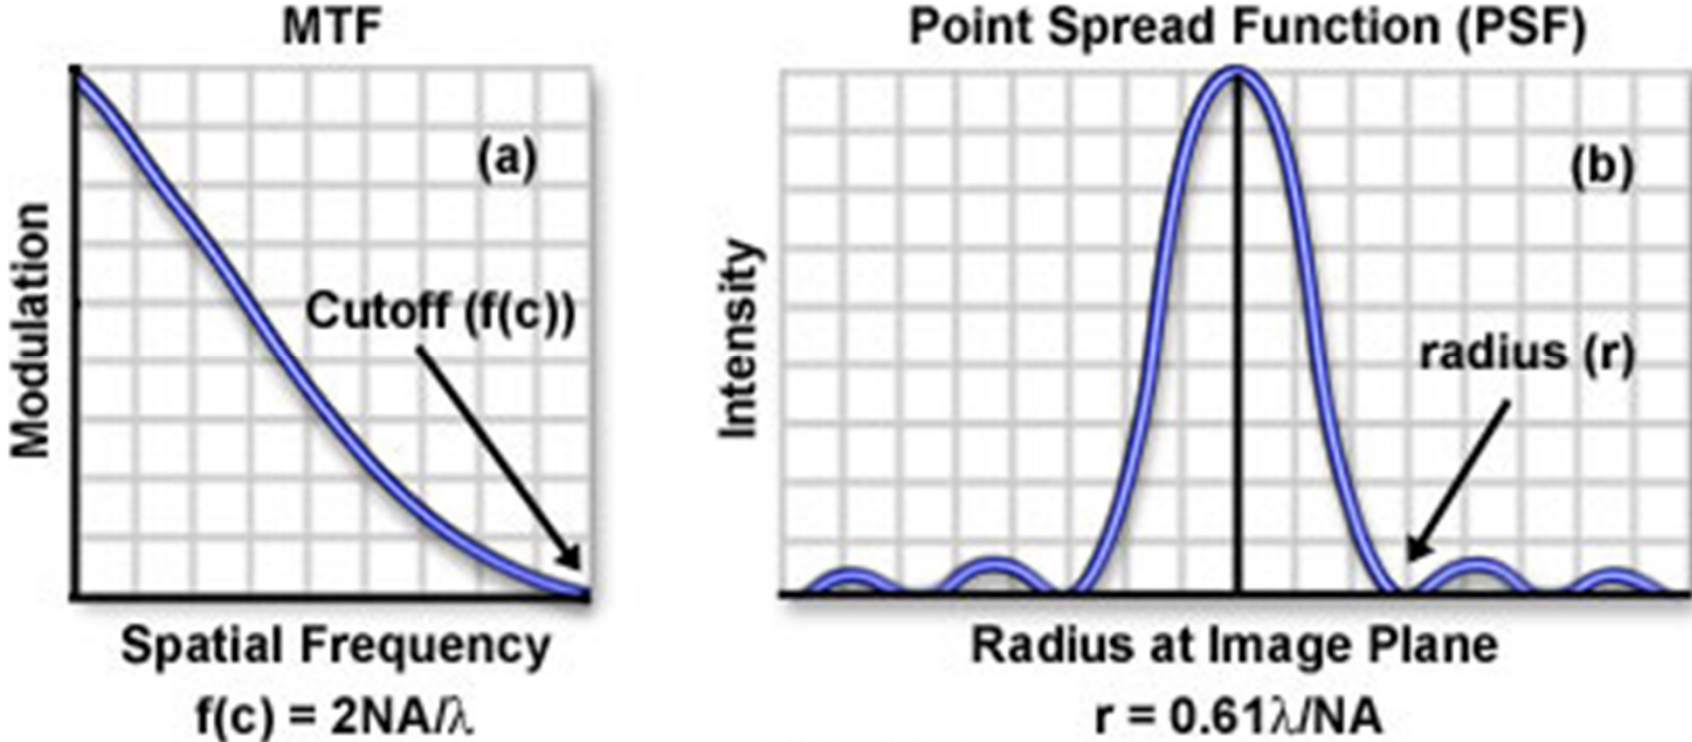 MTF
(a)
Modulation
Cutoff (f(c))
Spatial Frequency
f(c) = 2NA/λ
Point Spread Function (PSF)
(b)
Intensity
radius (r)
Radius at Image Plane
r = 0.61λ/NA